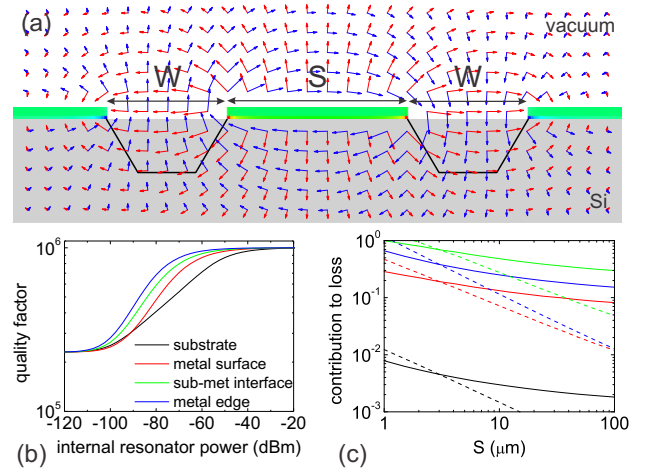 (a)
vacuum
W S W
Si
10^6
quality factor
10^5
substrate
metal surface
sub-met interface
metal edge
-120 -100 -80 -60 -40 -20
(b) internal resonator power (dBm)
10^0
10^-1
10^-2
10^-3
contribution to loss
1 10 100
(c) S (μm)